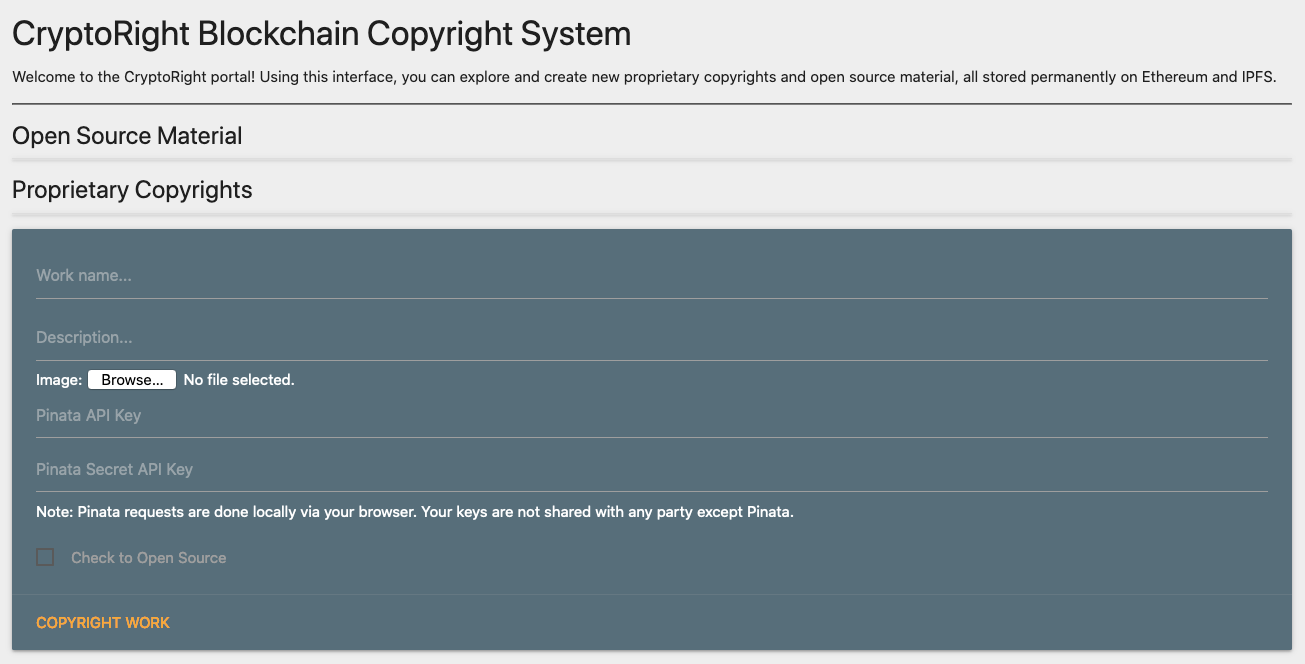 CryptoRight Blockchain Copyright System
Welcome to the CryptoRight portal! Using this interface, you can explore and create new proprietary copyrights and open source material, all stored permanently on Ethereum and IPFS.
Open Source Material
Proprietary Copyrights
Work name...
Description...
Image: Browse... No file selected.
Pinata API Key
Pinata Secret API Key
Note: Pinata requests are done locally via your browser. Your keys are not shared with any party except Pinata.
Check to Open Source
COPYRIGHT WORK